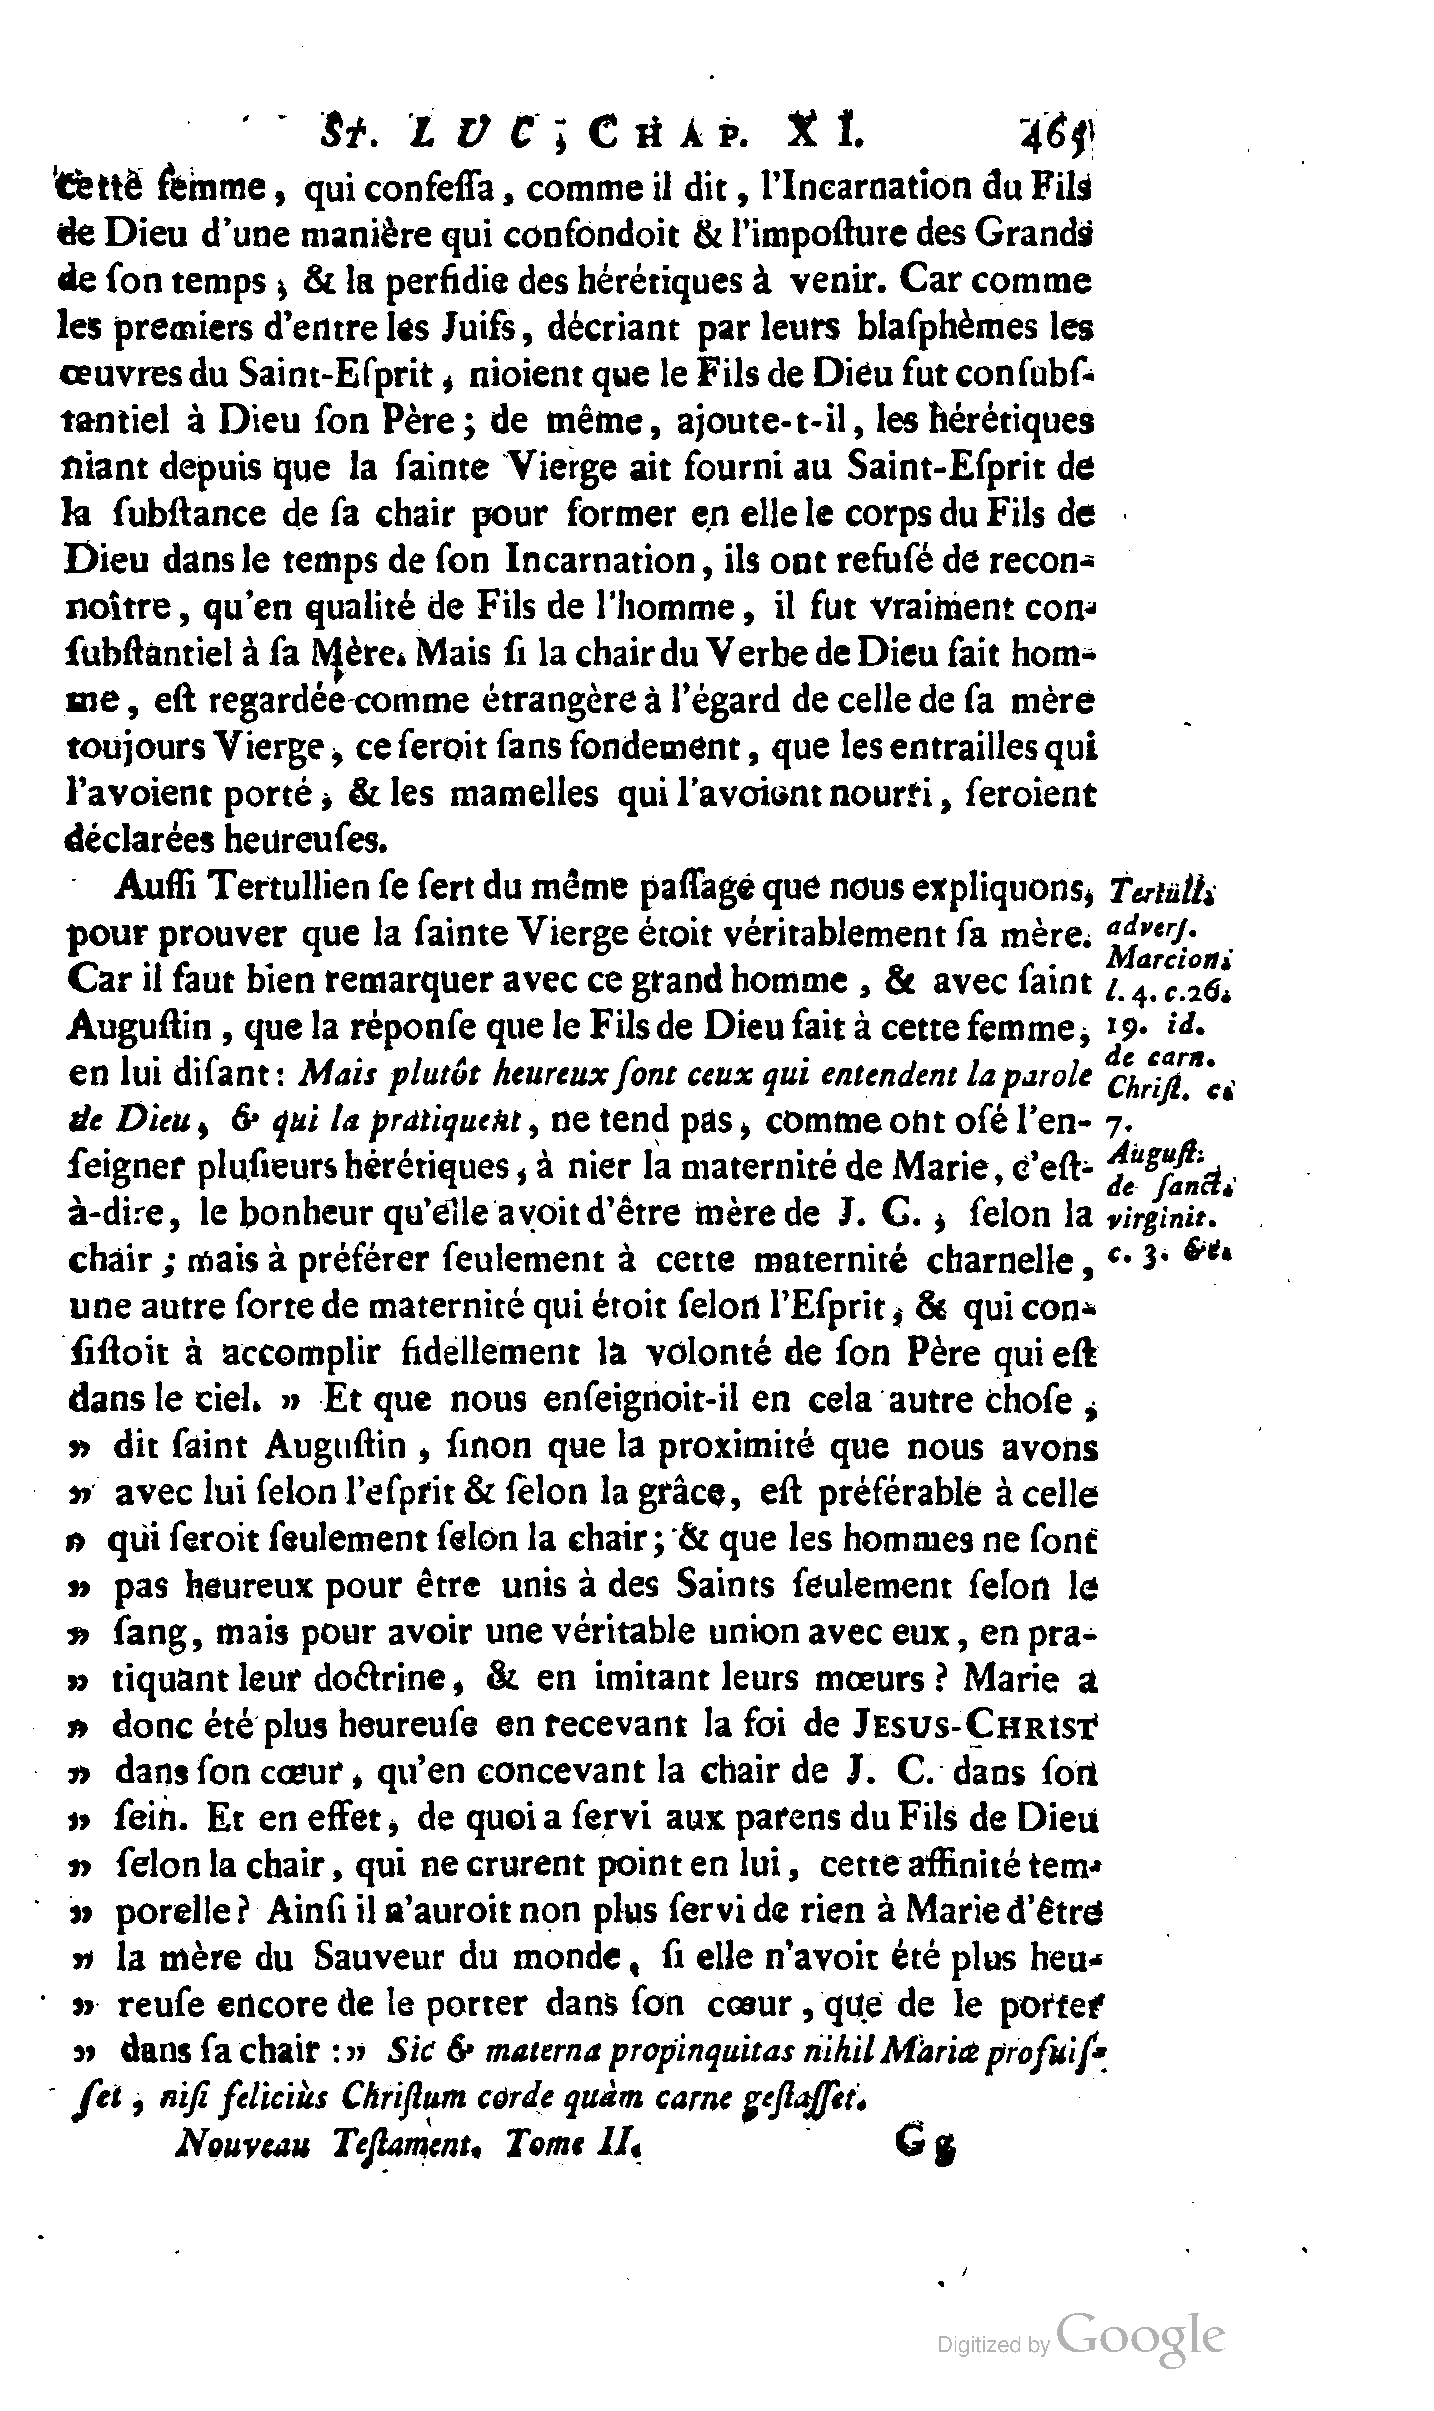 St. LUC, CHAP. XI. 465
cette femme, qui confeſſa, comme il dit, l'Incarnation du Fils
de Dieu d'une manière qui confondoit & l'impoſture des Grands
de ſon temps, & la perfidie des hérétiques à venir. Car comme
les premiers d'entre les Juifs, décriant par leurs blaſphèmes les
œuvres du Saint-Eſprit, nioient que le Fils de Dieu fut conſubſ-
tantiel à Dieu ſon Père; de même, ajoute-t-il, les hérétiques
niant depuis que la ſainte Vierge ait fourni au Saint-Eſprit de
la ſubſtance de ſa chair pour former en elle le corps du Fils de
Dieu dans le temps de ſon Incarnation, ils ont refuſé de recon-
noître, qu'en qualité de Fils de l'homme, il fut vraiment con-
ſubſtantiel à ſa Mère. Mais ſi la chair du Verbe de Dieu fait hom-
me, eſt regardée comme étrangère à l'égard de celle de ſa mère
toujours Vierge, ce ſeroit ſans fondement, que les entrailles qui
l'avoient porté, & les mamelles qui l'avoient nourri, ſeroient
déclarées heureuſes.
Auſſi Tertullien ſe ſert du même paſſage que nous expliquons,
pour prouver que la ſainte Vierge étoit véritablement ſa mère.
Car il faut bien remarquer avec ce grand homme, & avec ſaint
Auguſtin, que la réponſe que le Fils de Dieu fait à cette femme,
en lui diſant: Mais plutôt heureux ſont ceux qui entendent la parole
de Dieu, & qui la pratiquent, ne tend pas, comme ont oſé l'en-
ſeigner pluſieurs hérétiques, à nier la maternité de Marie, c'eſt-
à-dire, le bonheur qu'elle avoit d'être mère de J. C., ſelon la
chair; mais à préférer ſeulement à cette maternité charnelle,
une autre ſorte de maternité qui étoit ſelon l'Eſprit, & qui con-
ſiſtoit à accomplir fidellement la volonté de ſon Père qui eſt
dans le ciel. » Et que nous enſeignoit-il en cela autre choſe,
» dit ſaint Auguſtin, ſinon que la proximité que nous avons
» avec lui ſelon l'eſprit & ſelon la grâce, eſt préférable à celle
» qui ſeroit ſeulement ſelon la chair; & que les hommes ne ſont
» pas heureux pour être unis à des Saints ſeulement ſelon le
» ſang, mais pour avoir une véritable union avec eux, en pra-
» tiquant leur doctrine, & en imitant leurs mœurs? Marie a
» donc été plus heureuſe en recevant la foi de JESUS-CHRIST
» dans ſon cœur, qu'en concevant la chair de J. C. dans ſon
» ſein. Et en effet, de quoi a ſervi aux parens du Fils de Dieu
» ſelon la chair, qui ne crurent point en lui, cette affinité tem-
» porelle? Ainſi il n'auroit non plus ſervi de rien à Marie d'être
» la mère du Sauveur du monde, ſi elle n'avoit été plus heu-
» reuſe encore de le porter dans ſon cœur, que de le porter
» dans ſa chair:» Sic & materna propinquitas nihil Mariæ profuiſ-
ſet, niſi feliciùs Chriſtum corde quàm carne geſtaſſet.
Nouveau Teſtament. Tome II. Gg
Tertull.
adverſ.
Marcion.
l. 4. c. 26.
19. id.
de carn.
Chriſt. c.
7.
Auguſt.
de ſanct.
virginit.
c. 3. &c.
Digitized by Google